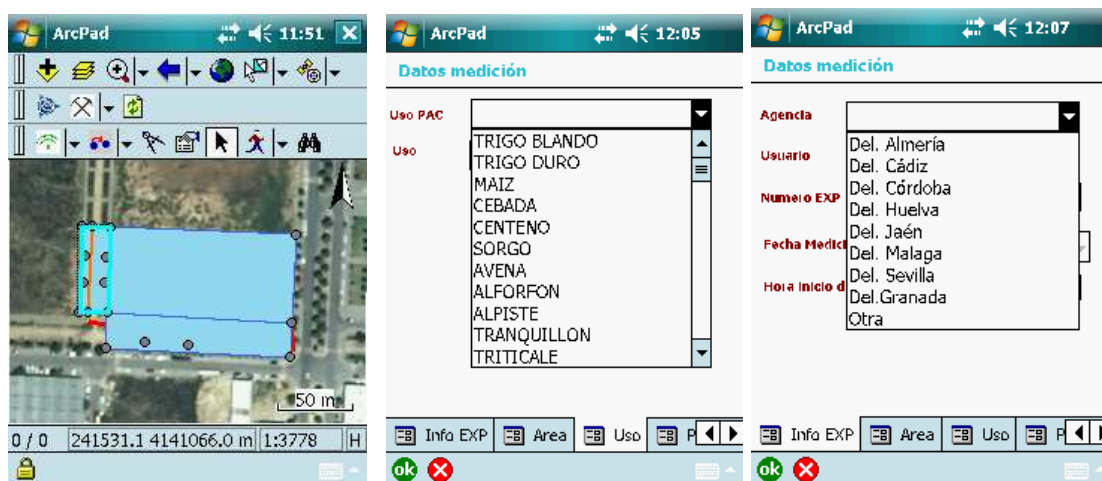 ArcPad 11:51
50 m
0 / 0 241531.1 4141066.0 m 1:3778 H
ArcPad 12:05
Datos medición
Uso PAC
Uso
TRIGO BLANDO
TRIGO DURO
MAIZ
CEBADA
CENTENO
SORGO
AVENA
ALFORFON
ALPISTE
TRANQUILLON
TRITICALE
Info EXP Area Uso P
ok
ArcPad 12:07
Datos medición
Agencia
Usuario
Numero EXP
Fecha Medici
Hora Inicio d
Del. Almería
Del. Cádiz
Del. Córdoba
Del. Huelva
Del. Jaén
Del. Malaga
Del. Sevilla
Del.Granada
Otra
Info EXP Area Uso P
ok